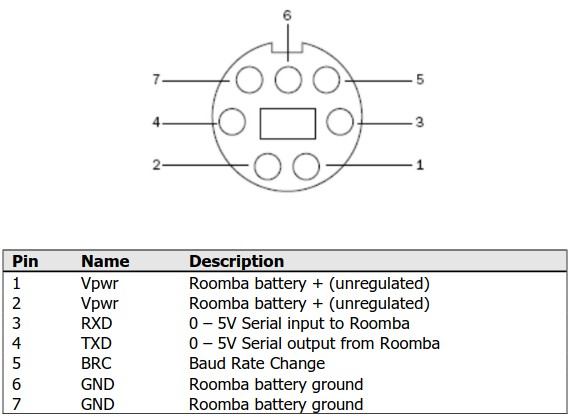 6
7 5
4 3
2 1
Pin Name Description
1 Vpwr Roomba battery + (unregulated)
2 Vpwr Roomba battery + (unregulated)
3 RXD 0 – 5V Serial input to Roomba
4 TXD 0 – 5V Serial output from Roomba
5 BRC Baud Rate Change
6 GND Roomba battery ground
7 GND Roomba battery ground